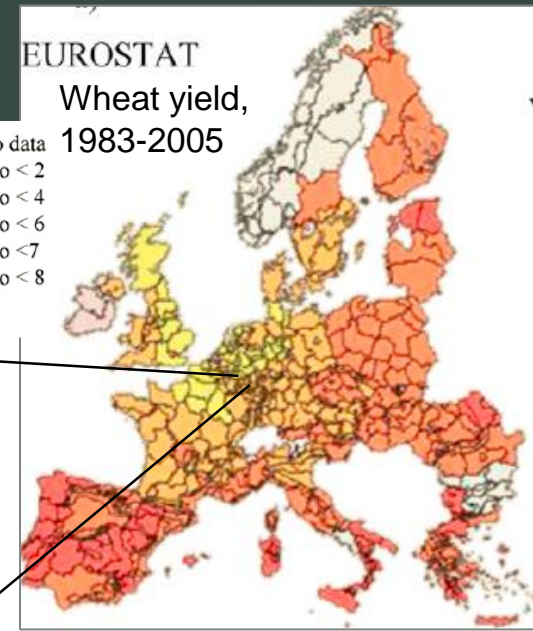 EUROSTAT
Wheat yield,
1983-2005
data
< 2
< 4
< 6
<7
< 8